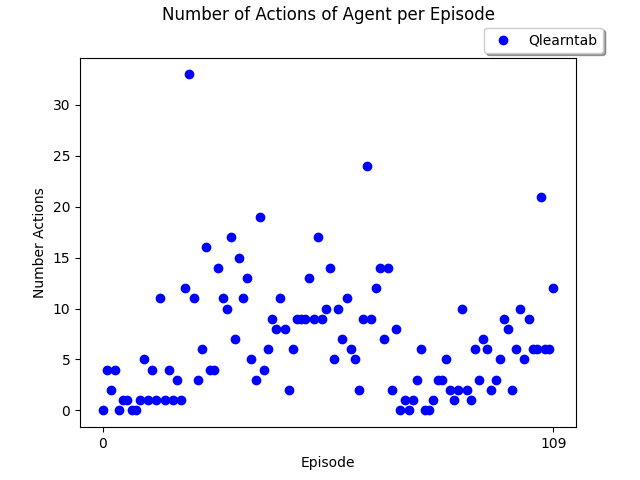 Number of Actions of Agent per Episode
Qlearntab
30
25
20
15
10
5
0
Number Actions
0
109
Episode